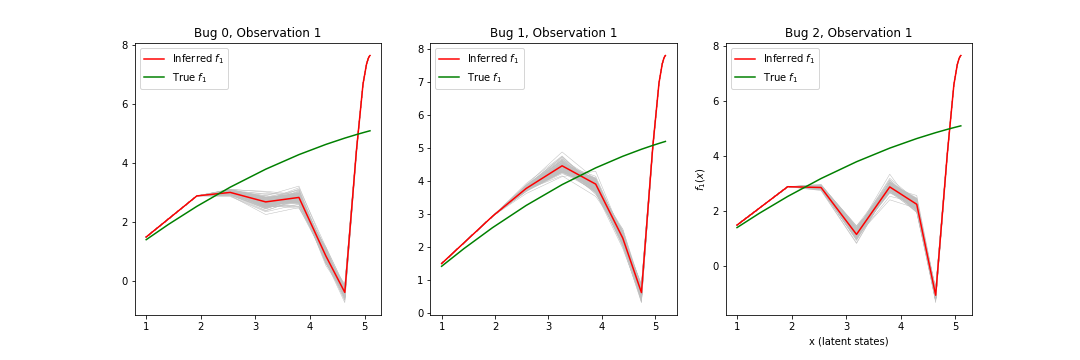 Bug 0, Observation 1
Inferred f₁
True f₁
8
6
4
2
0
1 2 3 4 5
Bug 1, Observation 1
Inferred f₁
True f₁
8
7
6
5
4
3
2
1
0
1 2 3 4 5
Bug 2, Observation 1
Inferred f₁
True f₁
f₁(x)
8
6
4
2
0
1 2 3 4 5
x (latent states)